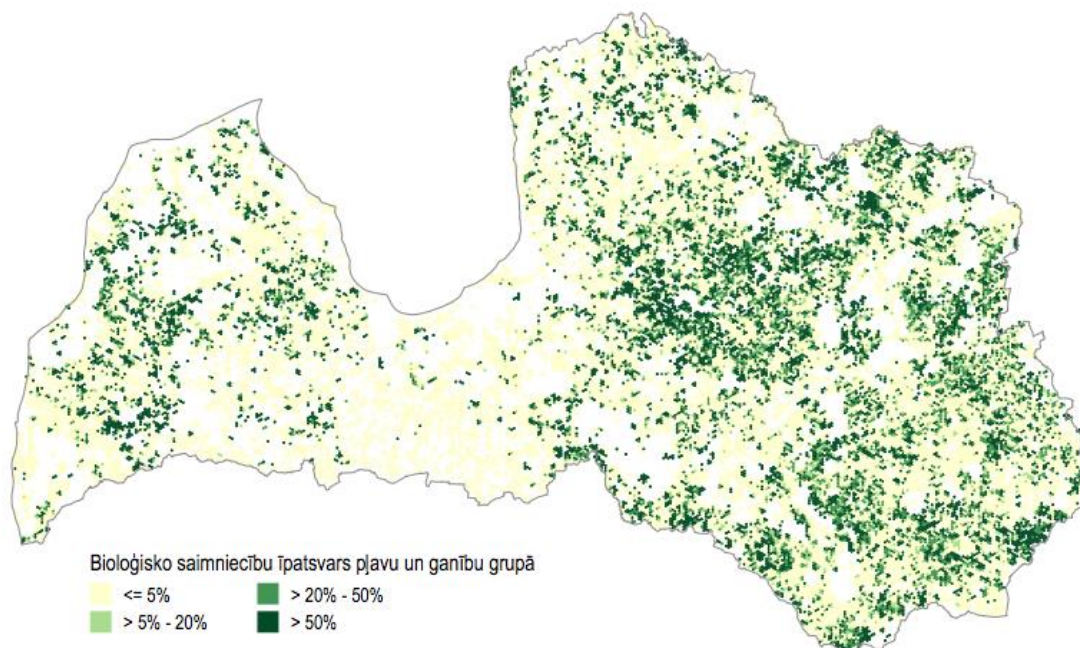 Bioloģisko saimniecību īpatsvars pļavu un ganību grupā
<= 5%
> 5% - 20%
> 20% - 50%
> 50%